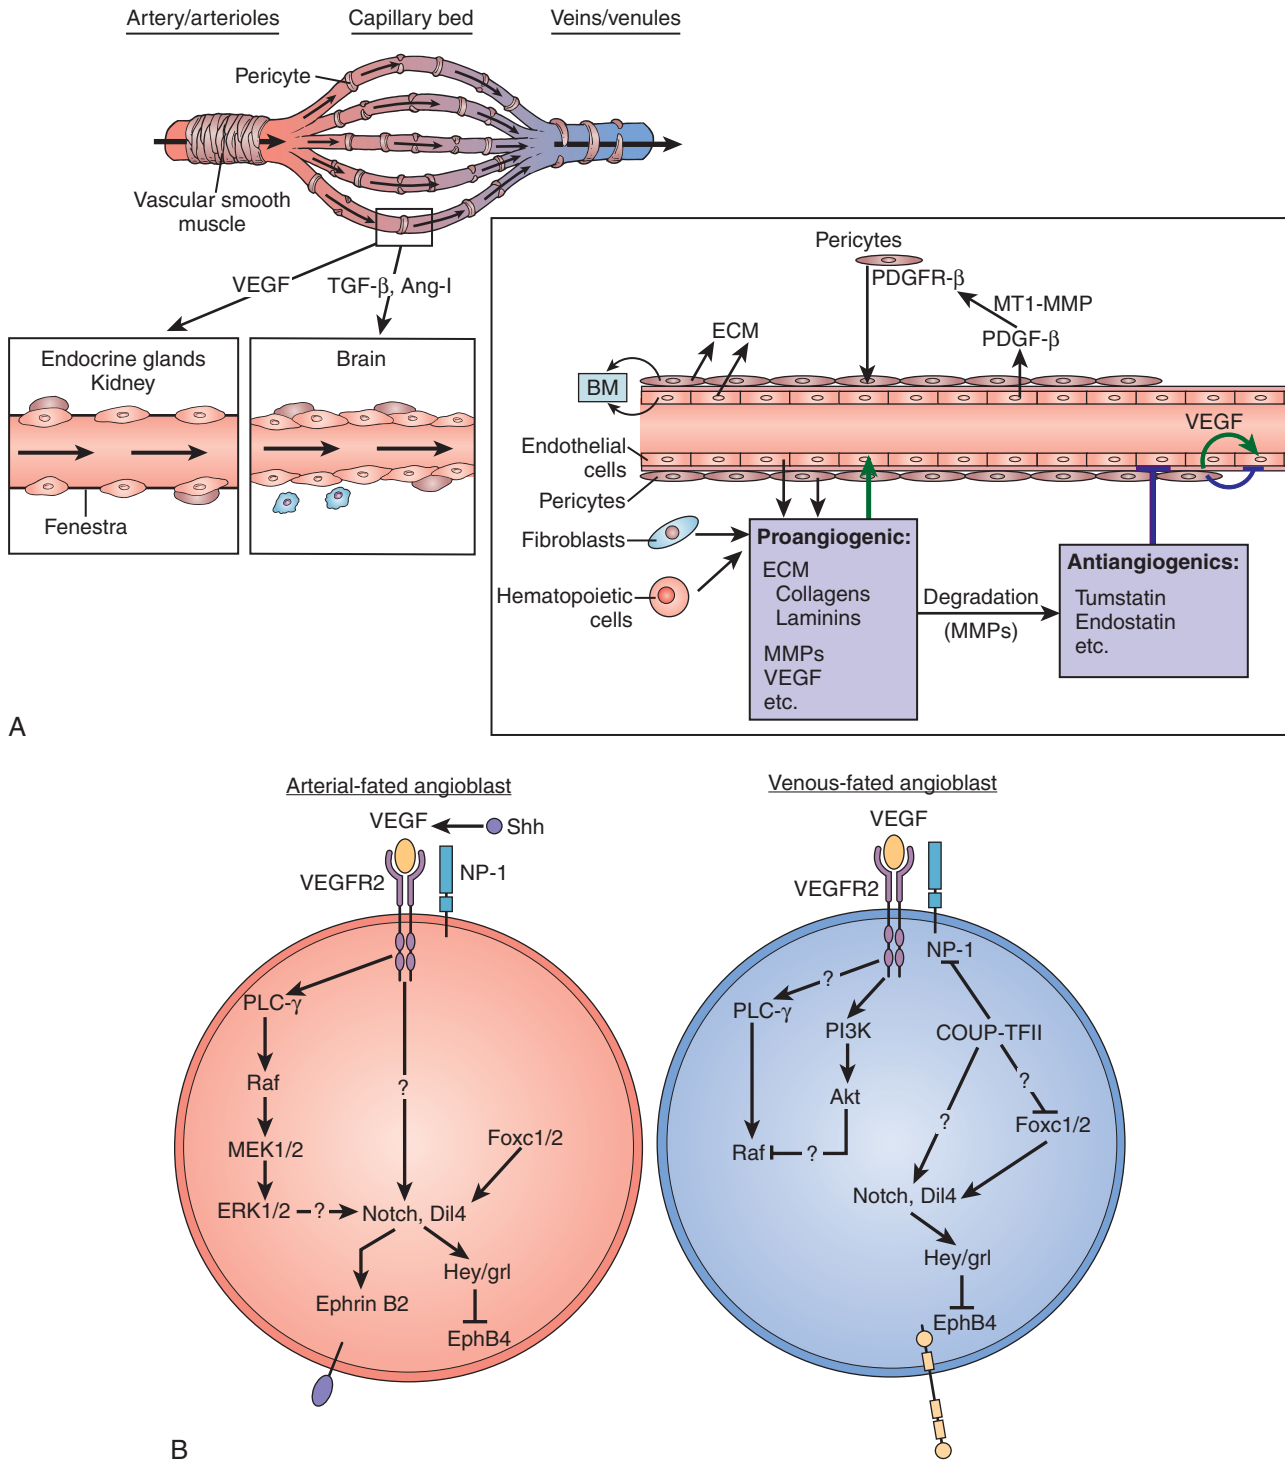 Artery/arterioles
Capillary bed
Veins/venules
Pericyte
Vascular smooth
muscle
VEGF
TGF-β, Ang-I
Endocrine glands
Kidney
Fenestra
Brain
Pericytes
PDGFR-β
MT1-MMP
PDGF-β
ECM
BM
VEGF
Endothelial
cells
Pericytes
Fibroblasts
Hematopoietic
cells
Proangiogenic:
ECM
Collagens
Laminins
MMPs
VEGF
etc.
Degradation
(MMPs)
Antiangiogenics:
Tumstatin
Endostatin
etc.
A
Arterial-fated angioblast
VEGF
Shh
VEGFR2
NP-1
PLC-γ
Raf
MEK1/2
ERK1/2
?
?
Foxc1/2
Notch, Dil4
Hey/grl
Ephrin B2
EphB4
Venous-fated angioblast
VEGF
VEGFR2
NP-1
?
PLC-γ
PI3K
COUP-TFII
Akt
?
?
Foxc1/2
Raf
?
Notch, Dil4
Hey/grl
EphB4
B